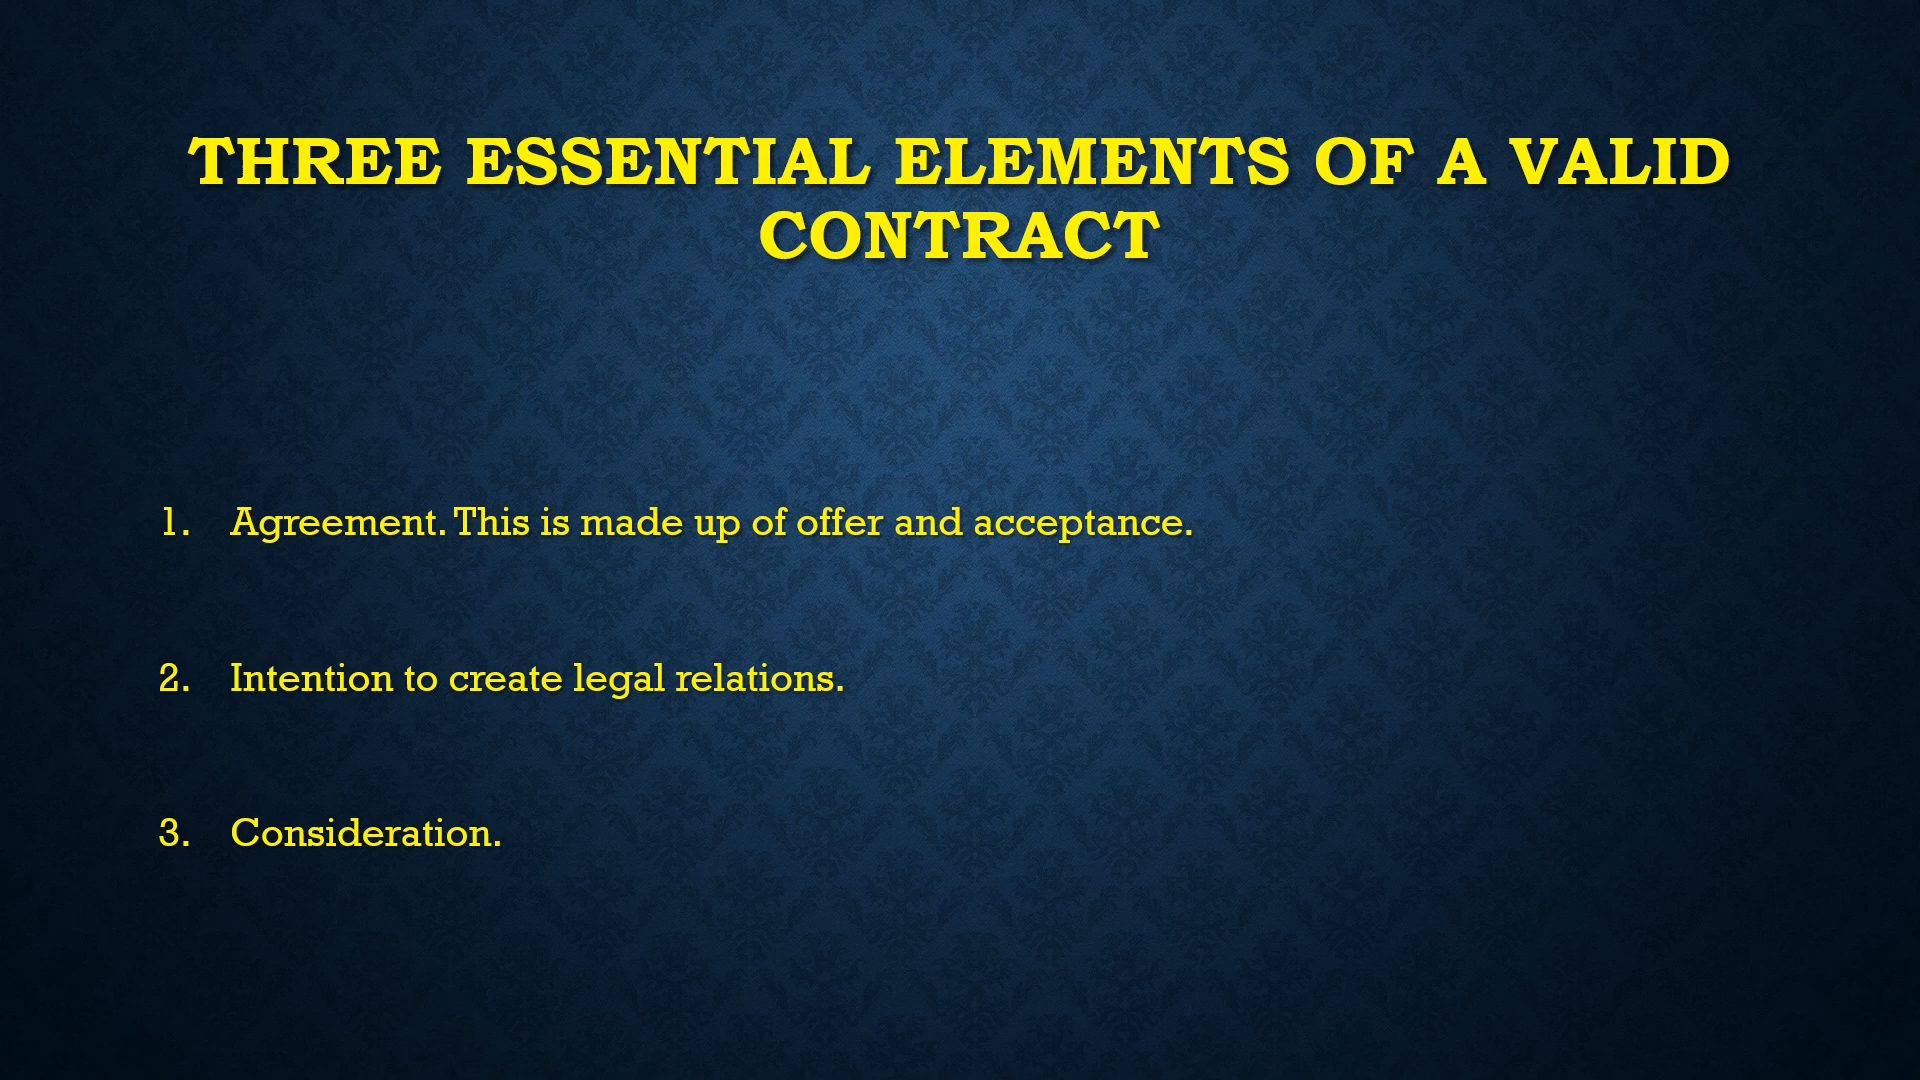 THREE ESSENTIAL ELEMENTS OF A VALID
CONTRACT
1. Agreement. This is made up of offer and acceptance.
2. Intention to create legal relations.
3. Consideration.